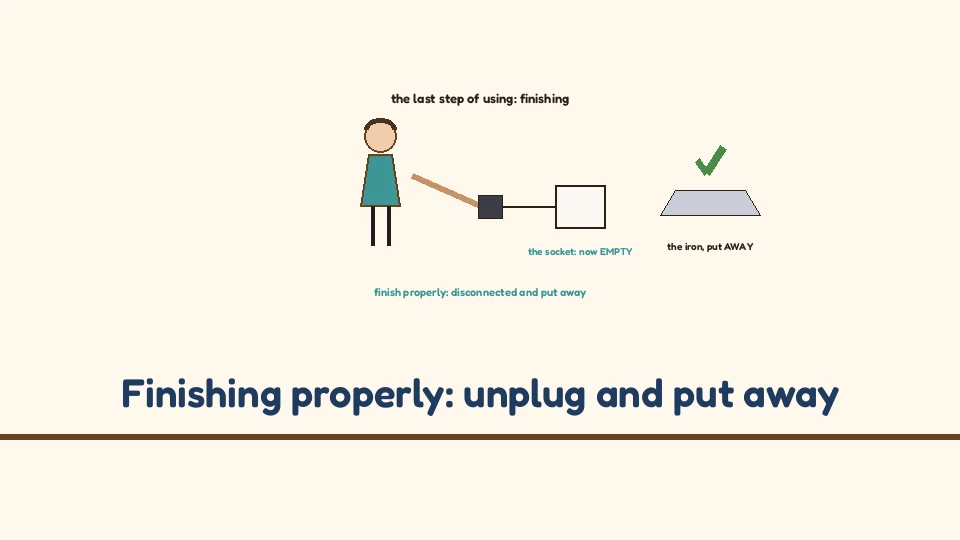 the last step of using: finishing
the socket: now EMPTY
the iron, put AWAY
finish properly: disconnected and put away
Finishing properly: unplug and put away